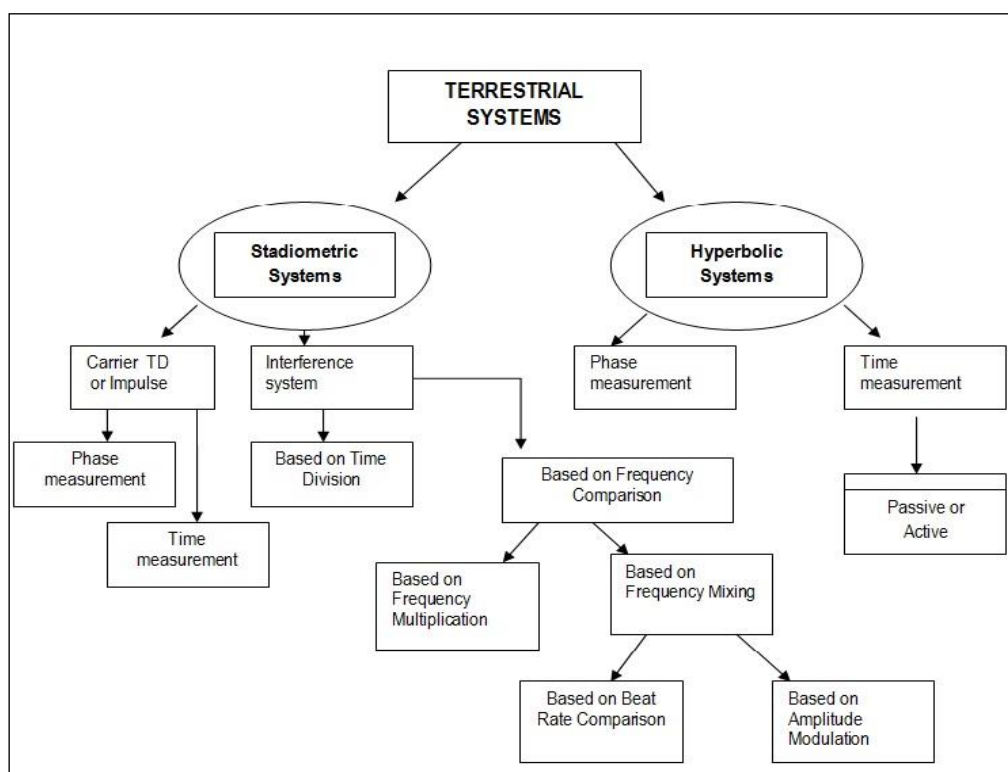 TERRESTRIAL
SYSTEMS
Stadiometric
Systems
Hyperbolic
Systems
Carrier TD
or Impulse
Interference
system
Phase
measurement
Time
measurement
Phase
measurement
Based on Time
Division
Based on Frequency
Comparison
Passive or
Active
Time
measurement
Based on
Frequency
Multiplication
Based on
Frequency Mixing
Based on Beat
Rate Comparison
Based on
Amplitude
Modulation